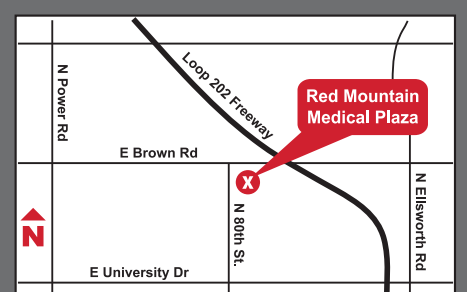 N Power Rd
Loop 202 Freeway
Red Mountain
Medical Plaza
E Brown Rd
X
N 80th St.
N Ellsworth Rd
N
E University Dr